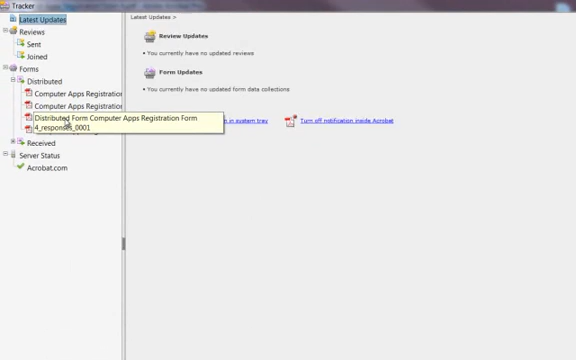 Tracker
Latest Updates
Reviews
Sent
Joined
Forms
Distributed
Computer Apps Registration
Computer Apps Registration
Distributed Form Computer Apps Registration Form
4_responses_0001
Received
Server Status
Acrobat.com
Latest Updates >
Review Updates
• You currently have no updated reviews
Form Updates
• You currently have no updated form data collections
in system tray
Turn off notification inside Acrobat